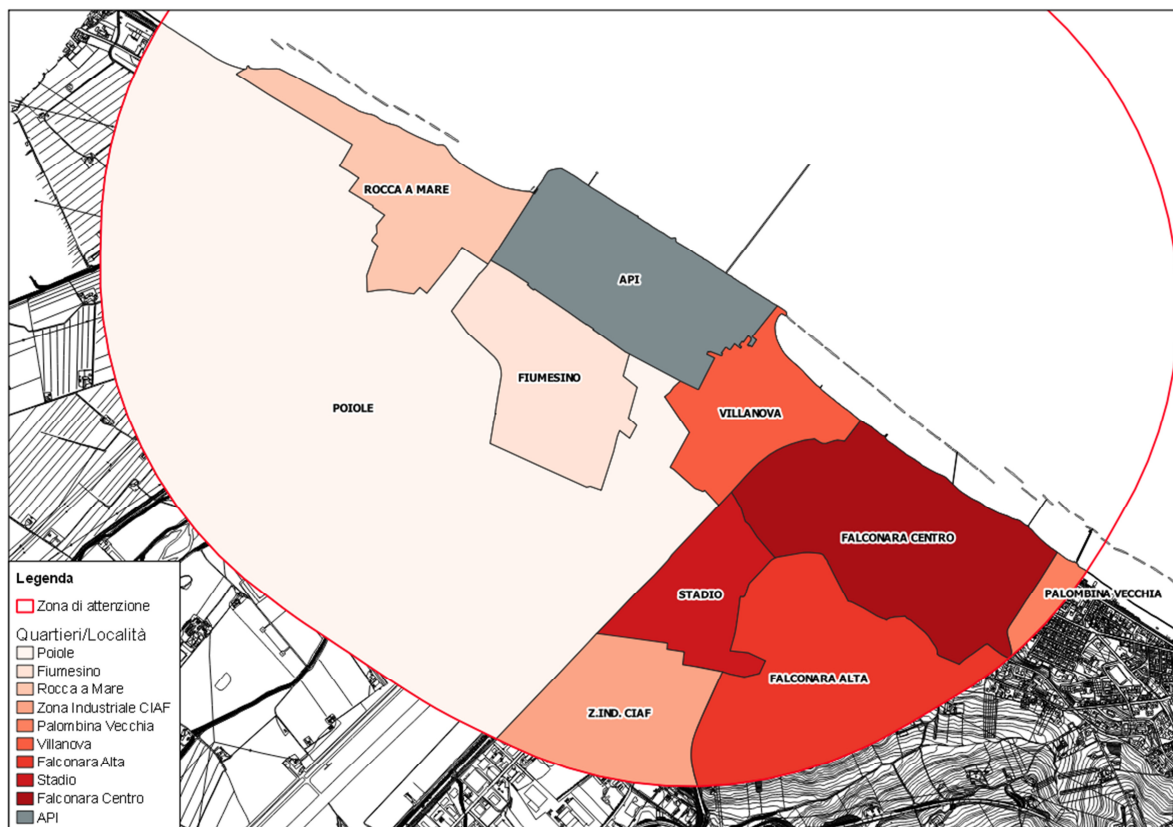 ROCCA A MARE
API
FIUMESINO
POIOLE
VILLANOVA
FALCONARA CENTRO
STADIO
PALOMBINA VECCHIA
FALCONARA ALTA
Z.IND. CIAF
Legenda
Zona di attenzione
Quartieri/Località
Poiole
Fiumesino
Rocca a Mare
Zona Industriale CIAF
Palombina Vecchia
Villanova
Falconara Alta
Stadio
Falconara Centro
API